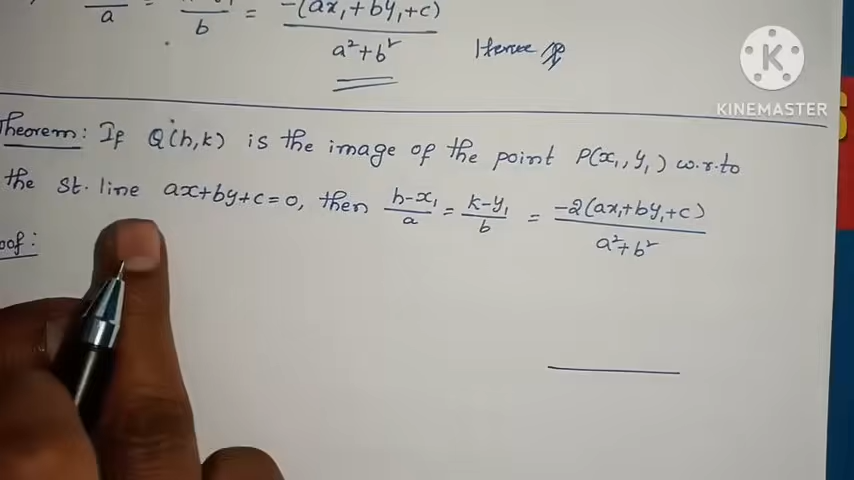 a b = -(ax₁+by₁+c)
a²+b²
Hence
K
KINEMASTER
Theorem: If Q(h,k) is the image of the point P(x₁,y₁) w.r.to
the st. line ax+by+c=0, then h-x₁/a = k-y₁/b = -2(ax₁+by₁+c)/a²+b²
oof: